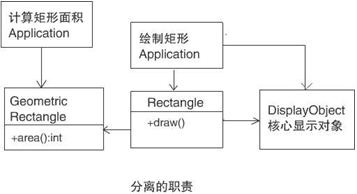 计算矩形面积
Application
绘制矩形
Application
Geometric
Rectangle
+area():int
Rectangle
+draw()
DisplayObject
核心显示对象
分离的职责